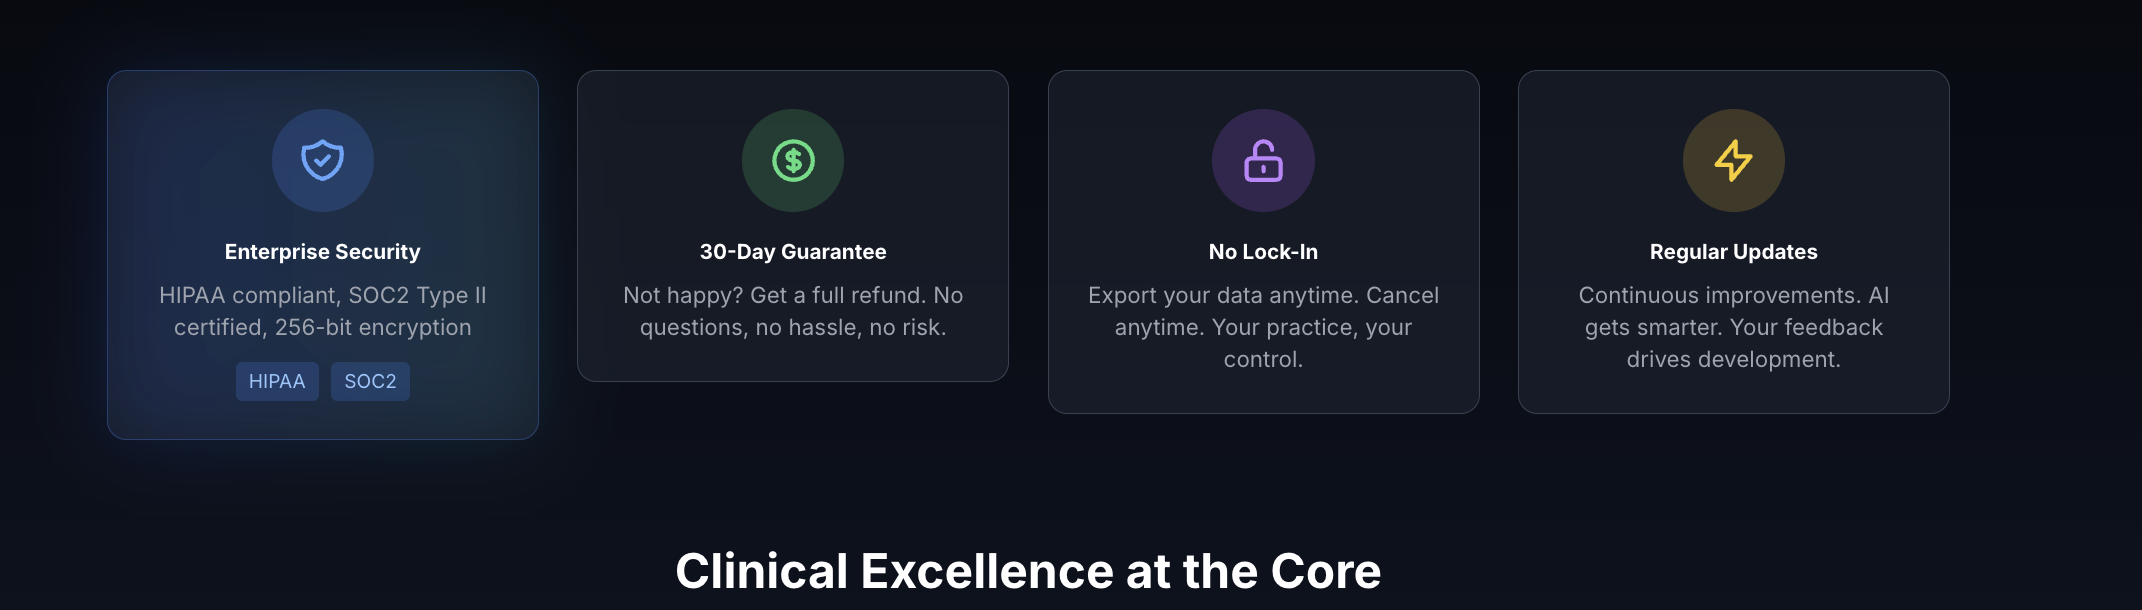 Enterprise Security
HIPAA compliant, SOC2 Type II
certified, 256-bit encryption
HIPAA
SOC2
30-Day Guarantee
Not happy? Get a full refund. No
questions, no hassle, no risk.
No Lock-In
Export your data anytime. Cancel
anytime. Your practice, your
control.
Regular Updates
Continuous improvements. AI
gets smarter. Your feedback
drives development.
Clinical Excellence at the Core